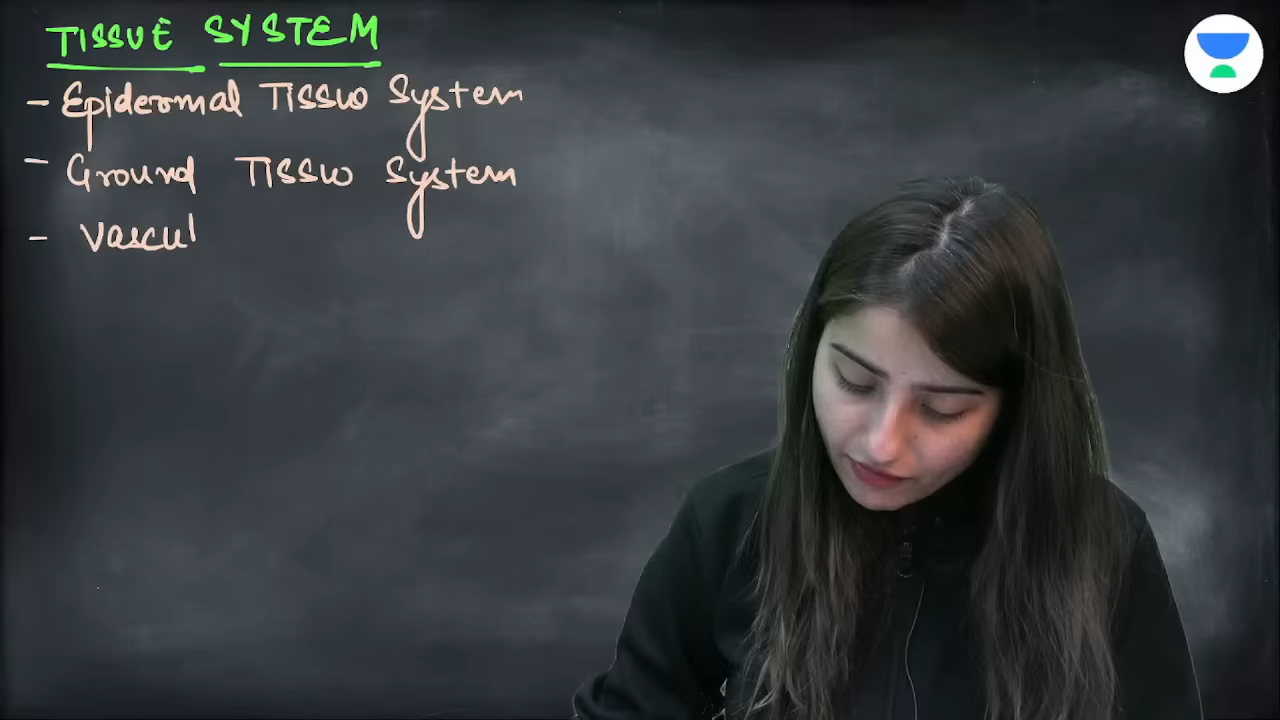 TISSUE SYSTEM
- Epidermal Tissue System
- Ground Tissue System
- Vascul